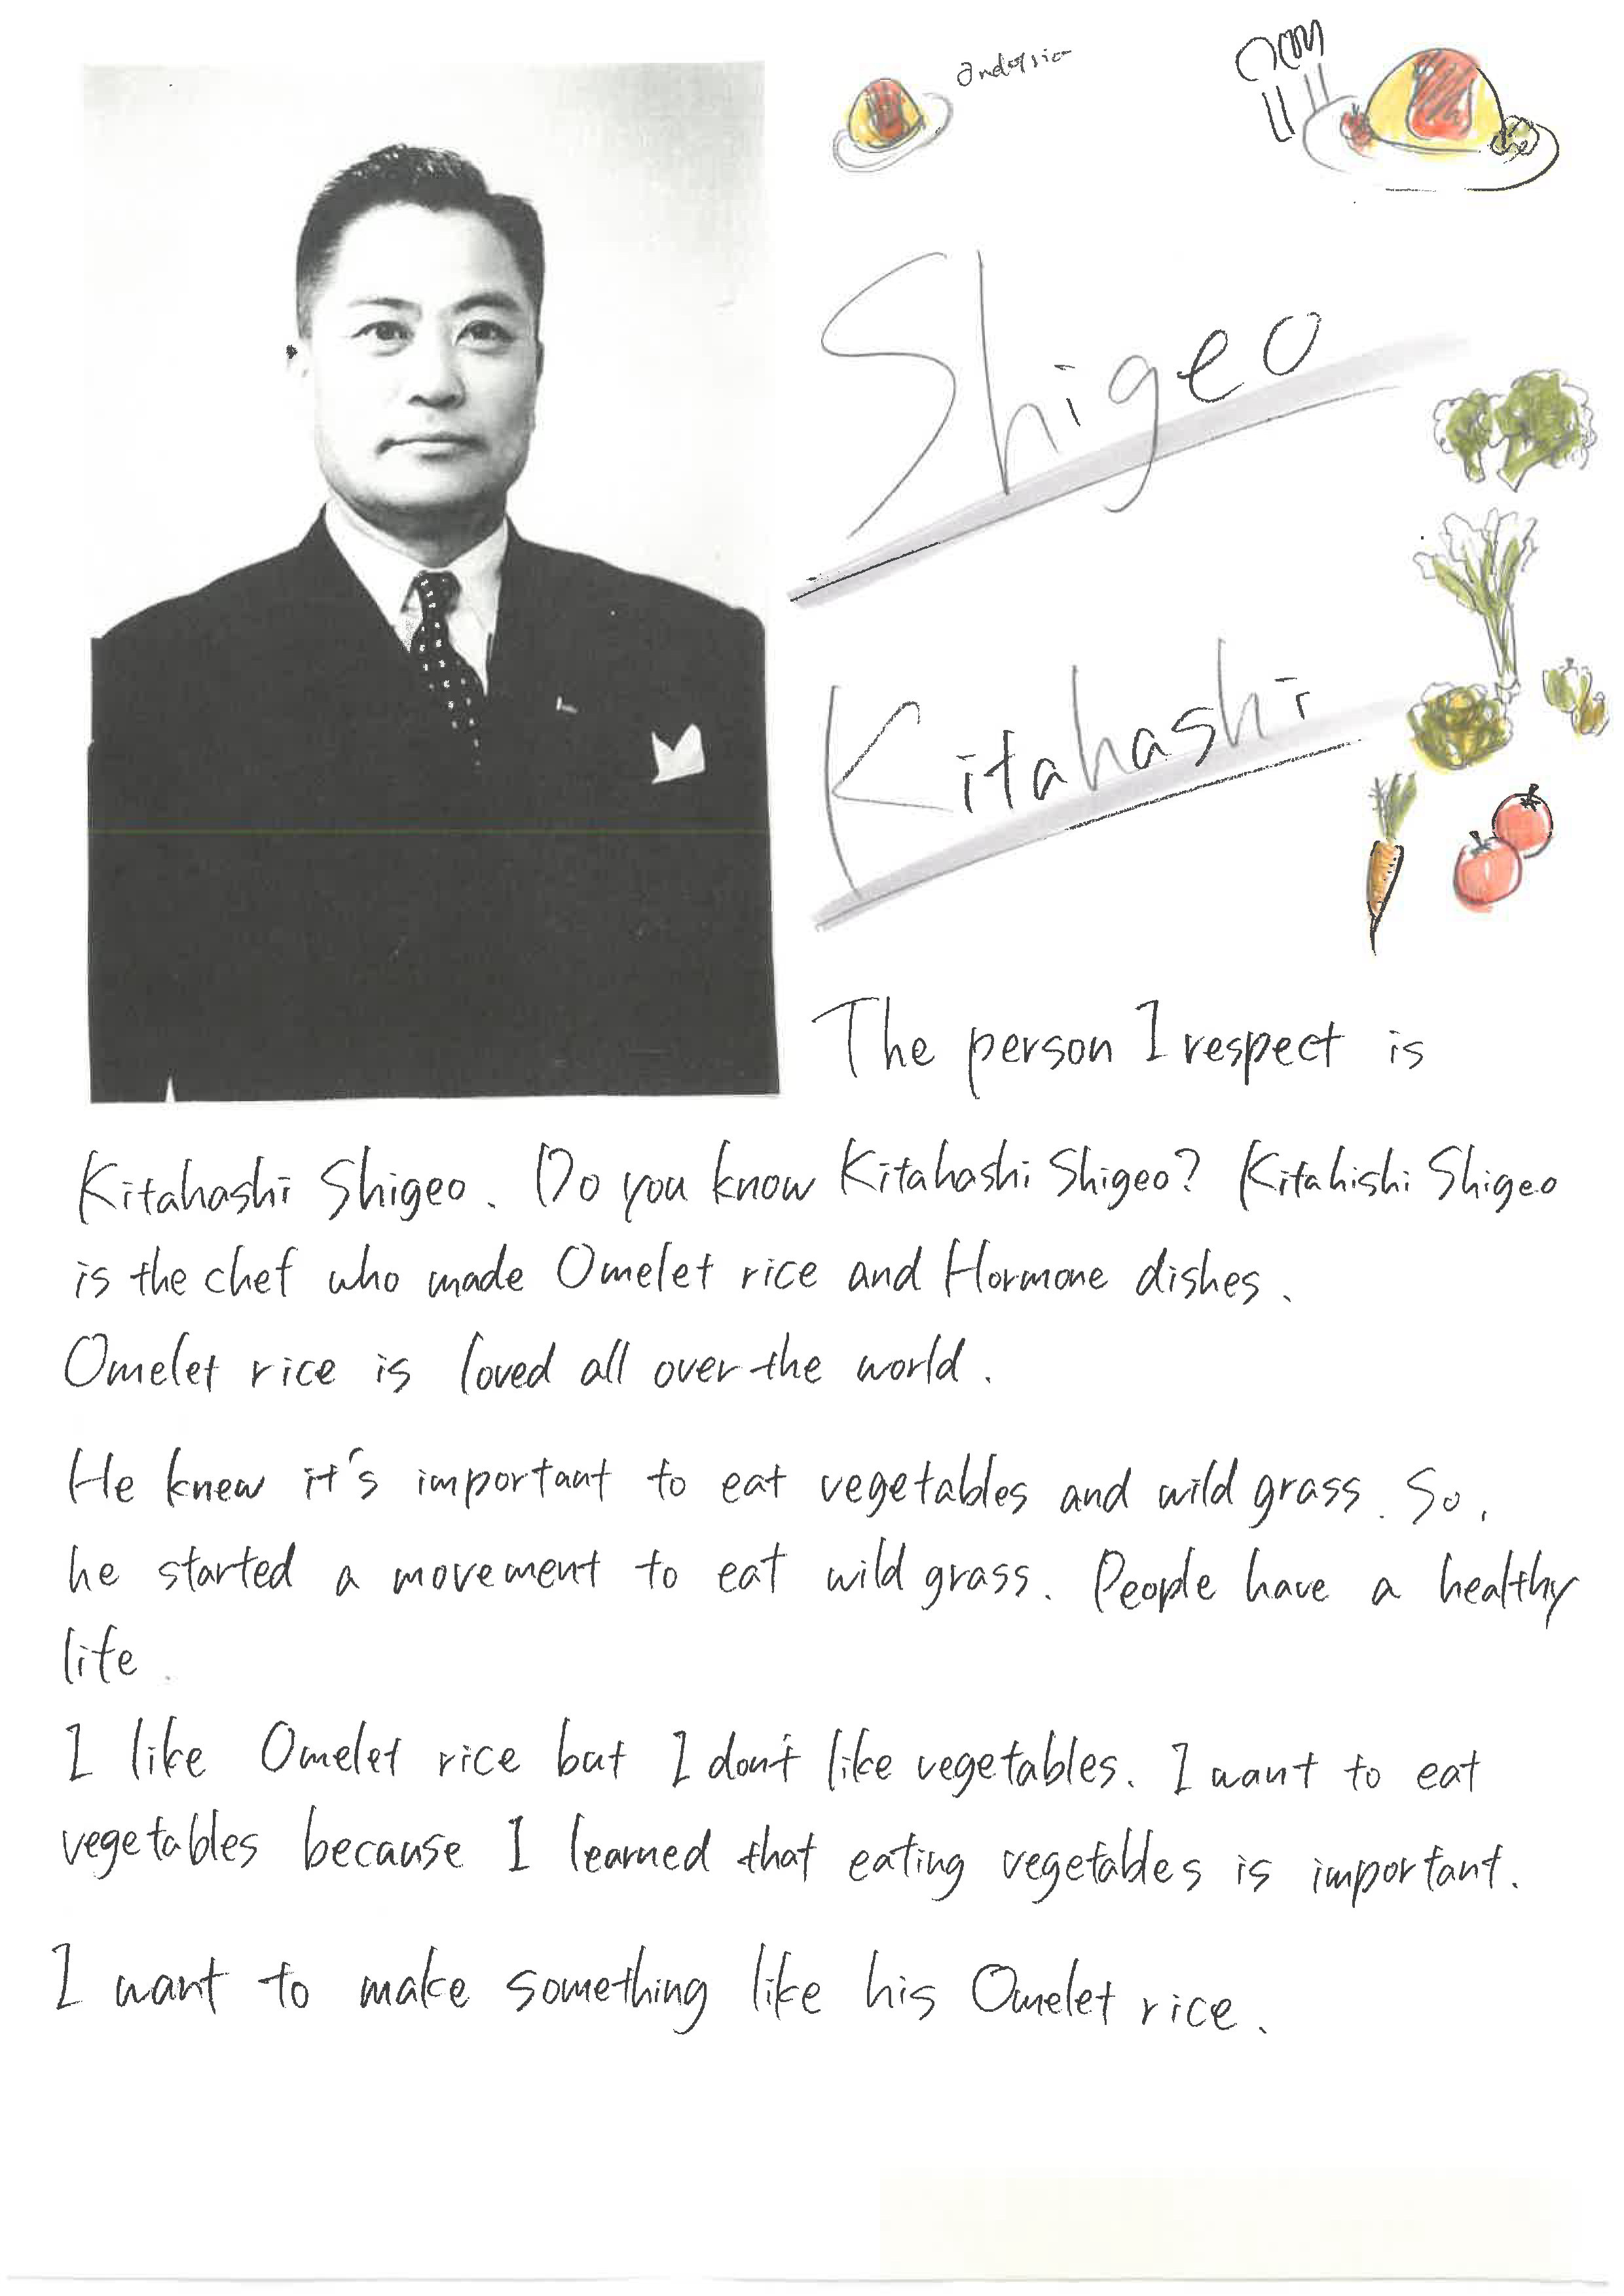 Shigeo
Kitahashi
The person I respect is
Kitahashi Shigeo. Do you know Kitahashi Shigeo? Kitahishi Shigeo
is the chef who made Omelet rice and Hormone dishes.
Omelet rice is loved all over the world.
He knew it's important to eat vegetables and wild grass. So,
he started a movement to eat wild grass. People have a healthy
life.
I like Omelet rice but I don't like vegetables. I want to eat
vegetables because I learned that eating vegetables is important.
I want to make something like his Omelet rice.